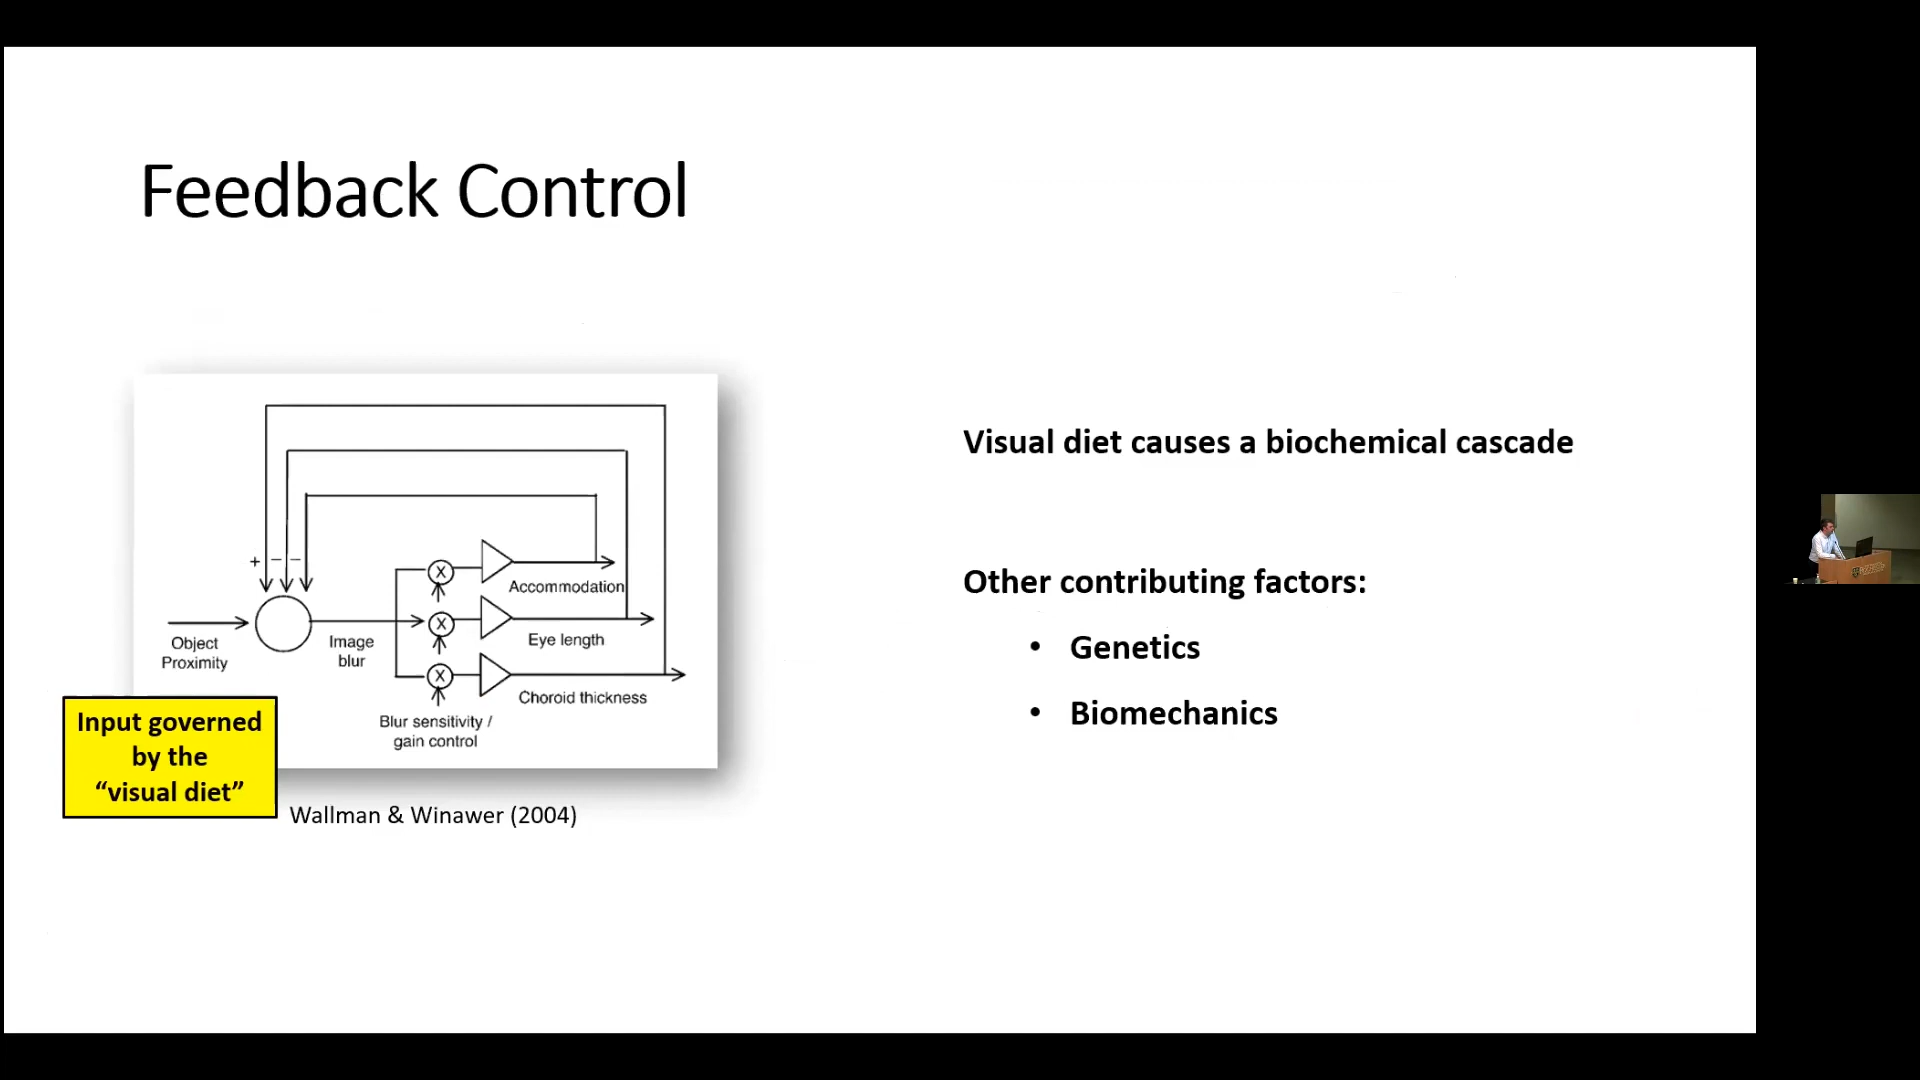 Feedback Control
+ − −
X
Accommodation
X
Eye length
X
Choroid thickness
Object
Proximity
Image
blur
Blur sensitivity /
gain control
Input governed
by the
“visual diet”
Wallman & Winawer (2004)
Visual diet causes a biochemical cascade
Other contributing factors:
• Genetics
• Biomechanics